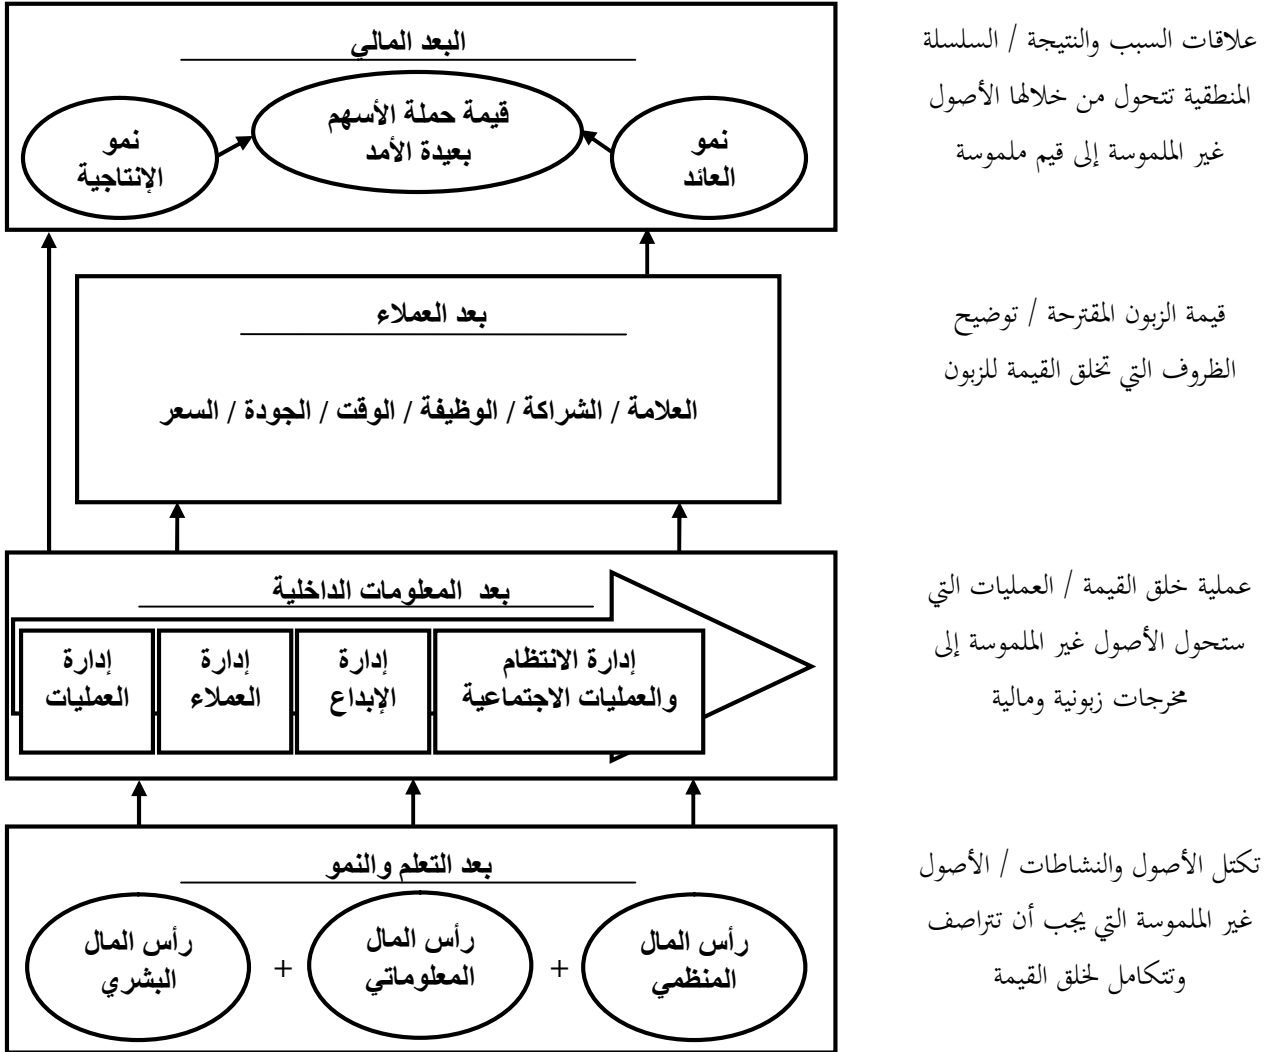 البعد المالي
علاقات السبب والنتيجة / السلسلة
المنطقية تتحول من خلالها الأصول
غير الملموسة إلى قيم ملموسة
نمو
العائد
قيمة حملة الأسهم
بعيدة الأمد
نمو
الإنتاجية
بعد العملاء
قيمة الزبون المقترحة / توضيح
الظروف التي تخلق القيمة للزبون
العلامة / الشراكة / الوظيفة / الوقت / الجودة / السعر
بعد المعلومات الداخلية
عملية خلق القيمة / العمليات التي
ستحول الأصول غير الملموسة إلى
مخرجات زبونية ومالية
إدارة الانتظام
والعمليات الاجتماعية
إدارة
الإبداع
إدارة
العملاء
إدارة
العمليات
بعد التعلم والنمو
تكتل الأصول والنشاطات / الأصول
غير الملموسة التي يجب أن تتراصف
وتتكامل لخلق القيمة
رأس المال
المنظمي
+
رأس المال
المعلوماتي
+
رأس المال
البشري